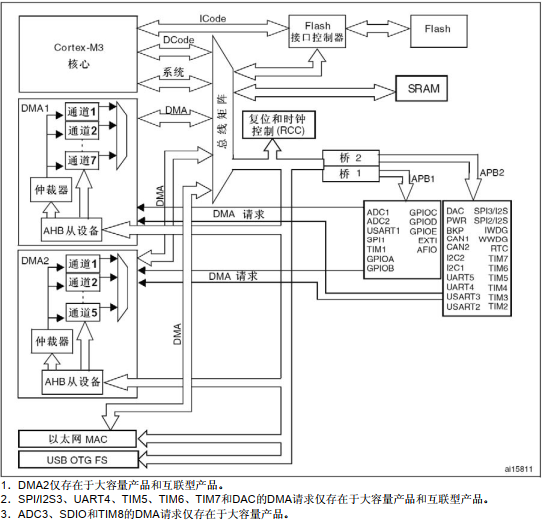 ICode
Cortex-M3
核心
DCode
系统
Flash
接口控制器
Flash
总线矩阵
SRAM
DMA1
通道1
通道2
通道7
DMA
仲裁器
AHB从设备
复位和时钟
控制(RCC)
桥 2
桥 1
APB1
APB2
DMA
DMA 请求
ADC1 GPIOC
ADC2 GPIOD
USART1 GPIOE
3PI1 EXTI
TIM1 AFIO
GPIOA
GPIOB
DAC SPI3/I2S
PWR SPI2/I2S
BKP IWDG
CAN1 WWDG
CAN2 RTC
I2C2 TIM7
I2C1 TIM6
UART5 TIM5
UART4 TIM4
USART3 TIM3
USART2 TIM2
DMA2
通道1
通道2
通道5
DMA 请求
仲裁器
AHB从设备
DMA
以太网 MAC
USB OTG FS
ai15811
1．DMA2仅存在于大容量产品和互联型产品。
2．SPI/I2S3、UART4、TIM5、TIM6、TIM7和DAC的DMA请求仅存在于大容量产品和互联型产品。
3．ADC3、SDIO和TIM8的DMA请求仅存在于大容量产品。